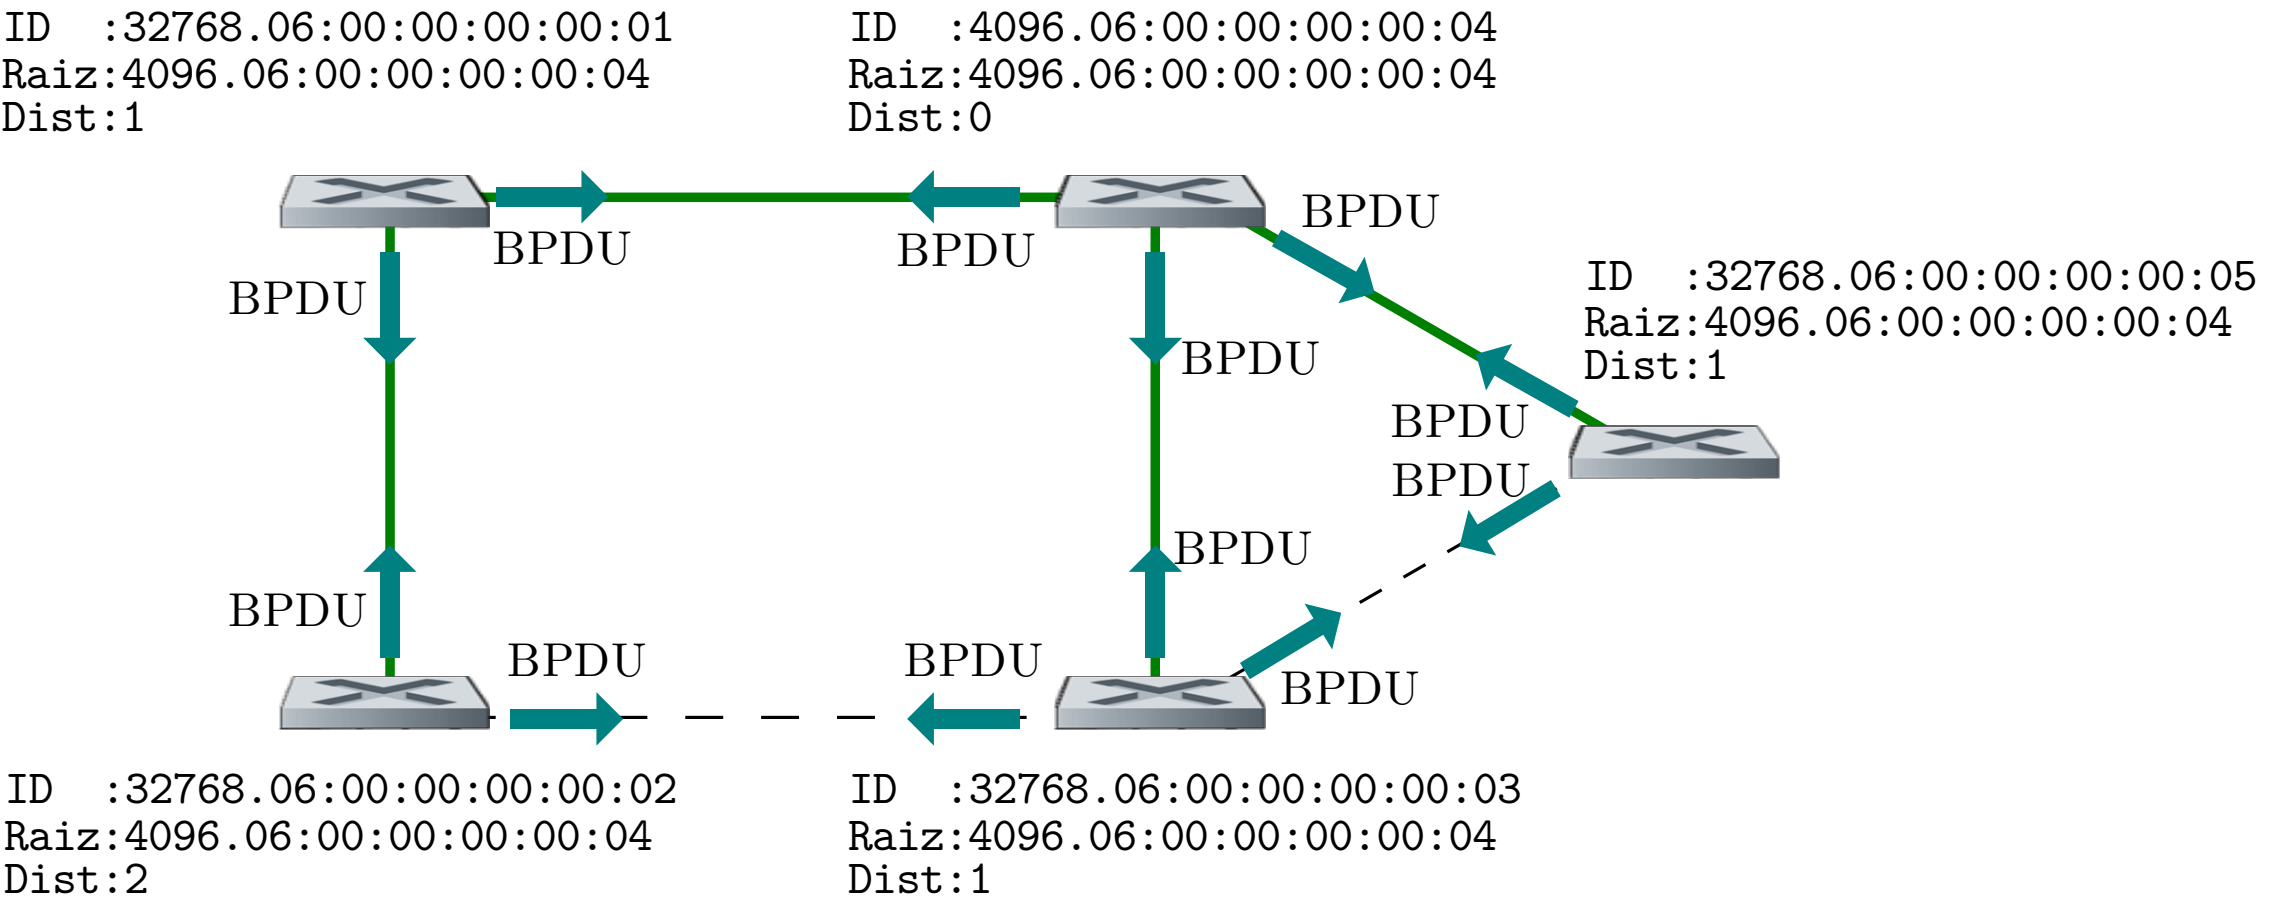 ID  :32768.06:00:00:00:00:01
Raiz:4096.06:00:00:00:00:04
Dist:1
ID  :4096.06:00:00:00:00:04
Raiz:4096.06:00:00:00:00:04
Dist:0
BPDU
BPDU
BPDU
BPDU
BPDU
ID  :32768.06:00:00:00:00:05
Raiz:4096.06:00:00:00:00:04
Dist:1
BPDU
BPDU
BPDU
BPDU
BPDU
BPDU
BPDU
ID  :32768.06:00:00:00:00:02
Raiz:4096.06:00:00:00:00:04
Dist:2
ID  :32768.06:00:00:00:00:03
Raiz:4096.06:00:00:00:00:04
Dist:1